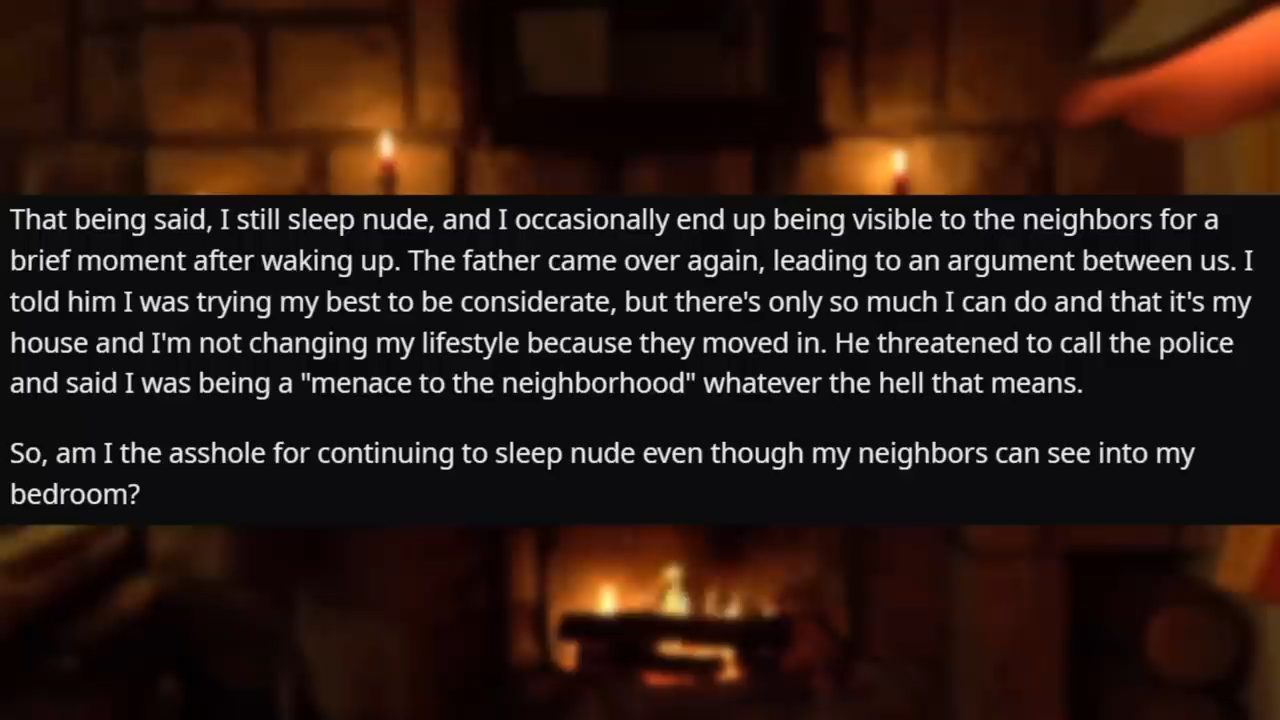 That being said, I still sleep nude, and I occasionally end up being visible to the neighbors for a
brief moment after waking up. The father came over again, leading to an argument between us. I
told him I was trying my best to be considerate, but there's only so much I can do and that it's my
house and I'm not changing my lifestyle because they moved in. He threatened to call the police
and said I was being a "menace to the neighborhood" whatever the hell that means.
So, am I the asshole for continuing to sleep nude even though my neighbors can see into my
bedroom?